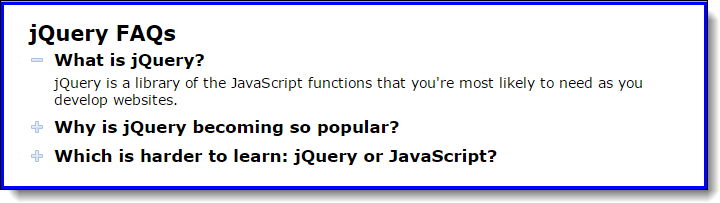 jQuery FAQs
What is jQuery?
jQuery is a library of the JavaScript functions that you're most likely to need as you
develop websites.
Why is jQuery becoming so popular?
Which is harder to learn: jQuery or JavaScript?